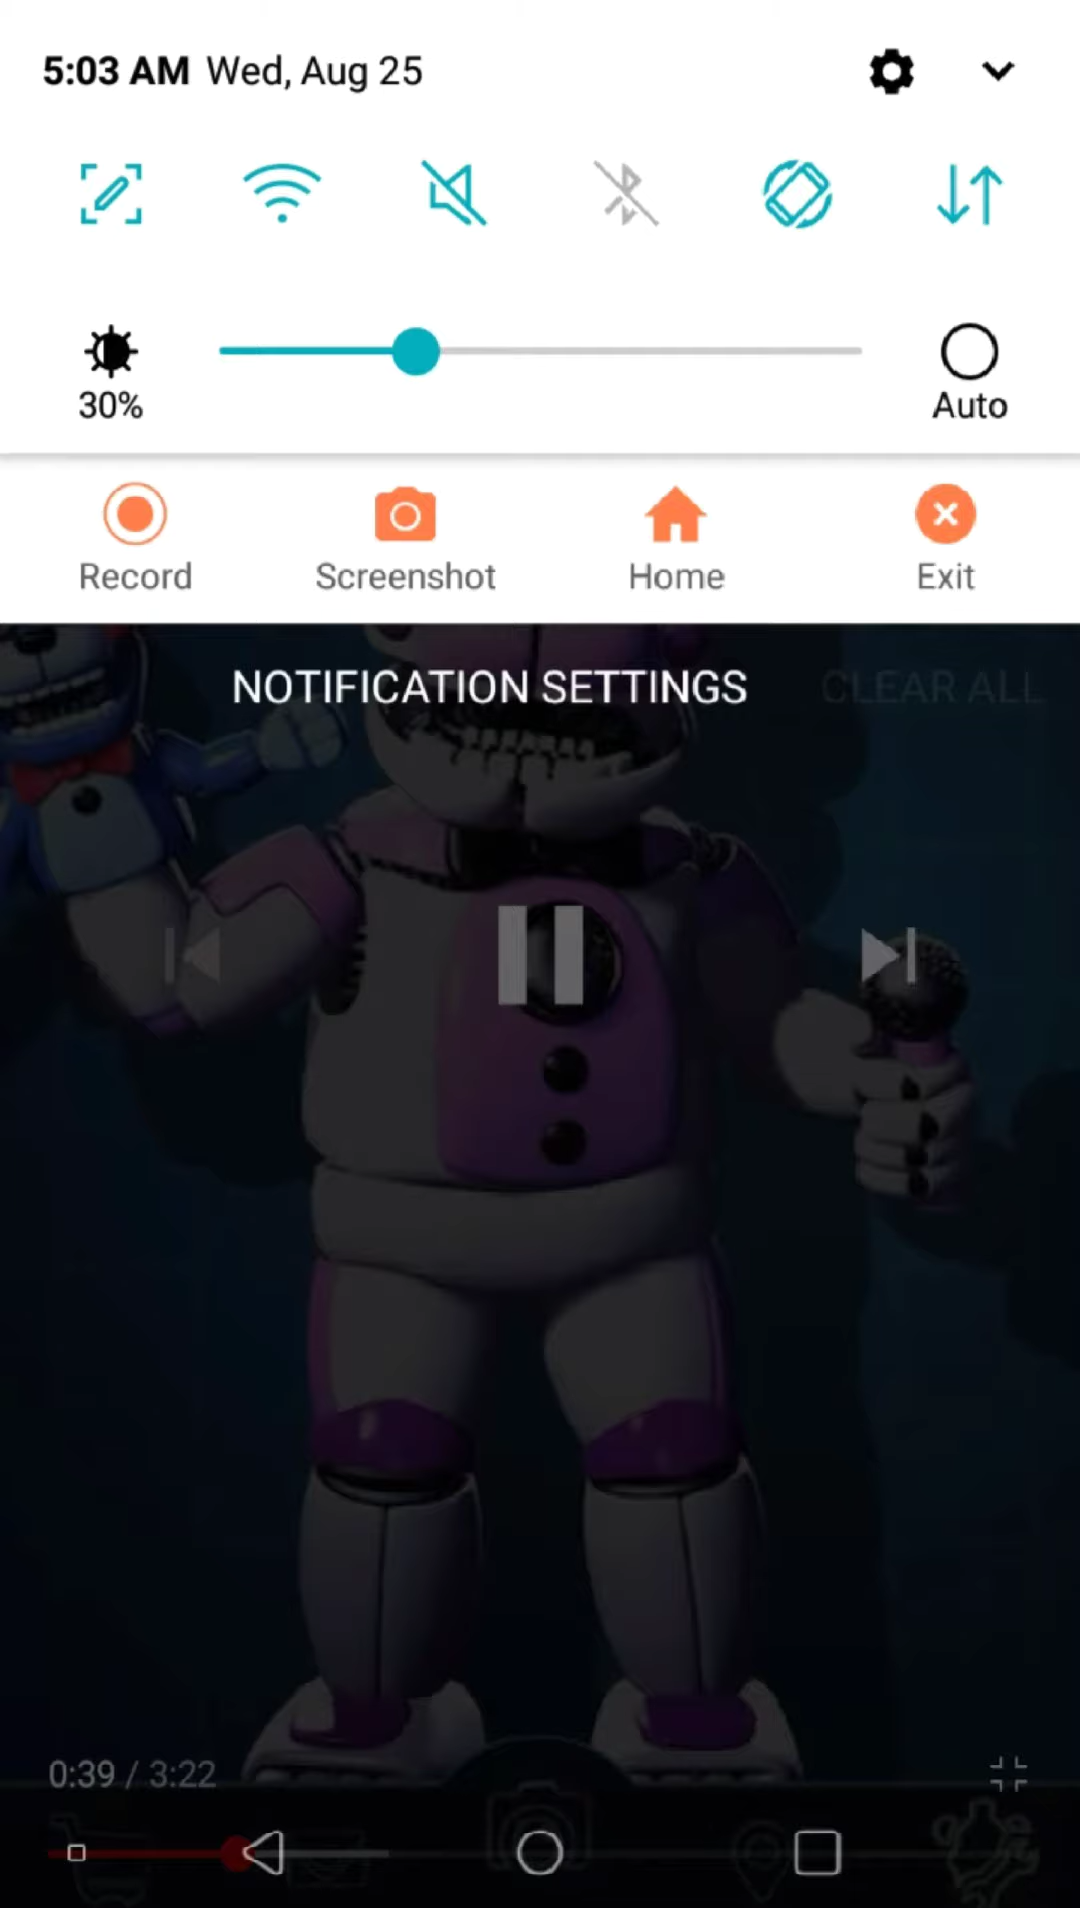 5:03 AM Wed, Aug 25
30%
Auto
Record Screenshot Home Exit
NOTIFICATION SETTINGS CLEAR ALL
0:39 / 3:22